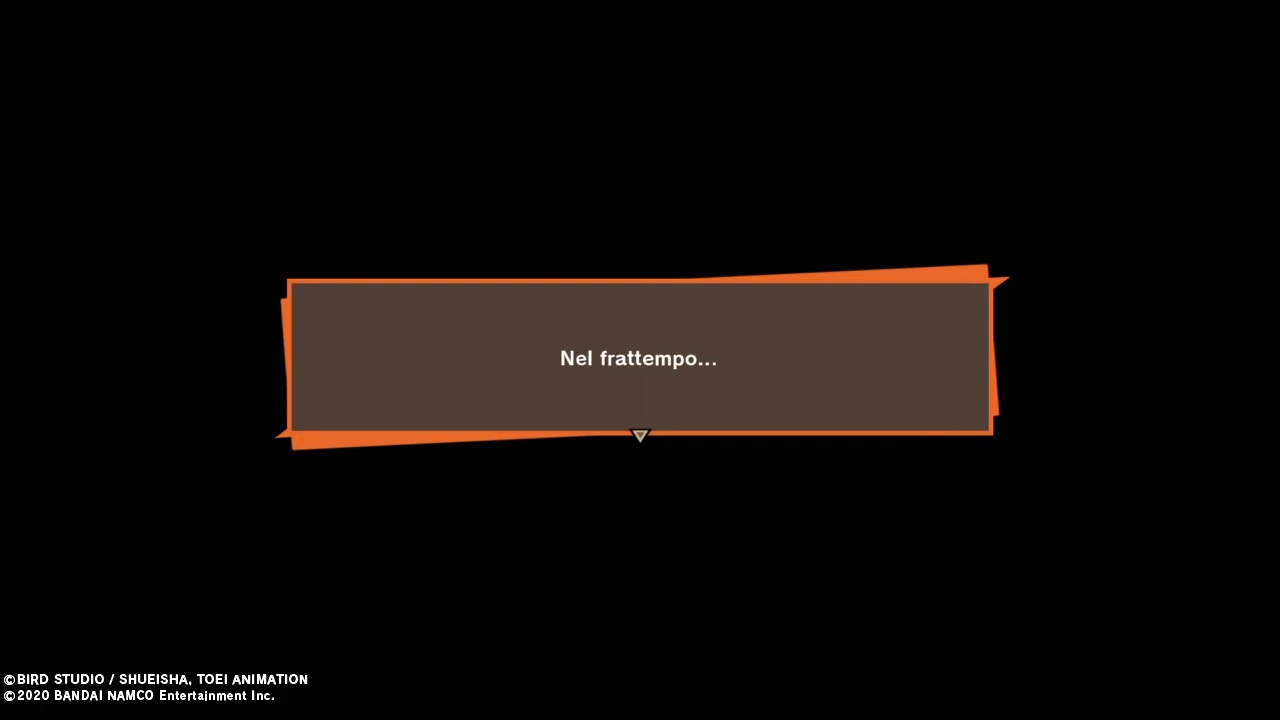 Nel frattempo...
©BIRD STUDIO / SHUEISHA, TOEI ANIMATION
©2020 BANDAI NAMCO Entertainment Inc.